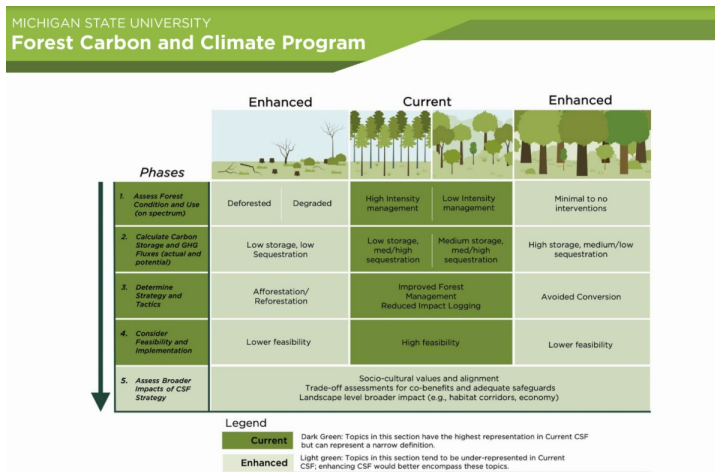 MICHIGAN STATE UNIVERSITY
Forest Carbon and Climate Program
Enhanced
Current
Enhanced
Phases
1. Assess Forest
Condition and Use
(on spectrum)
Deforested
Degraded
High Intensity
management
Low Intensity
management
Minimal to no
interventions
2. Calculate Carbon
Storage and GHG
Fluxes (actual and
potential)
Low storage, low
Sequestration
Low storage,
med/high
sequestration
Medium storage,
med/high
sequestration
High storage, medium/low
sequestration
3. Determine
Strategy and
Tactics
Afforestation/
Reforestation
Improved Forest
Management
Reduced Impact Logging
Avoided Conversion
4. Consider
Feasibility and
Implementation
Lower feasibility
High feasibility
Lower feasibility
5. Assess Broader
Impacts of CSF
Strategy
Socio-cultural values and alignment
Trade-off assessments for co-benefits and adequate safeguards
Landscape level broader impact (e.g., habitat corridors, economy)
Legend
Current
Dark Green: Topics in this section have the highest representation in Current CSF
but can represent a narrow definition.
Enhanced
Light green: Topics in this section tend to be under-represented in Current
CSF; enhancing CSF would better encompass these topics.